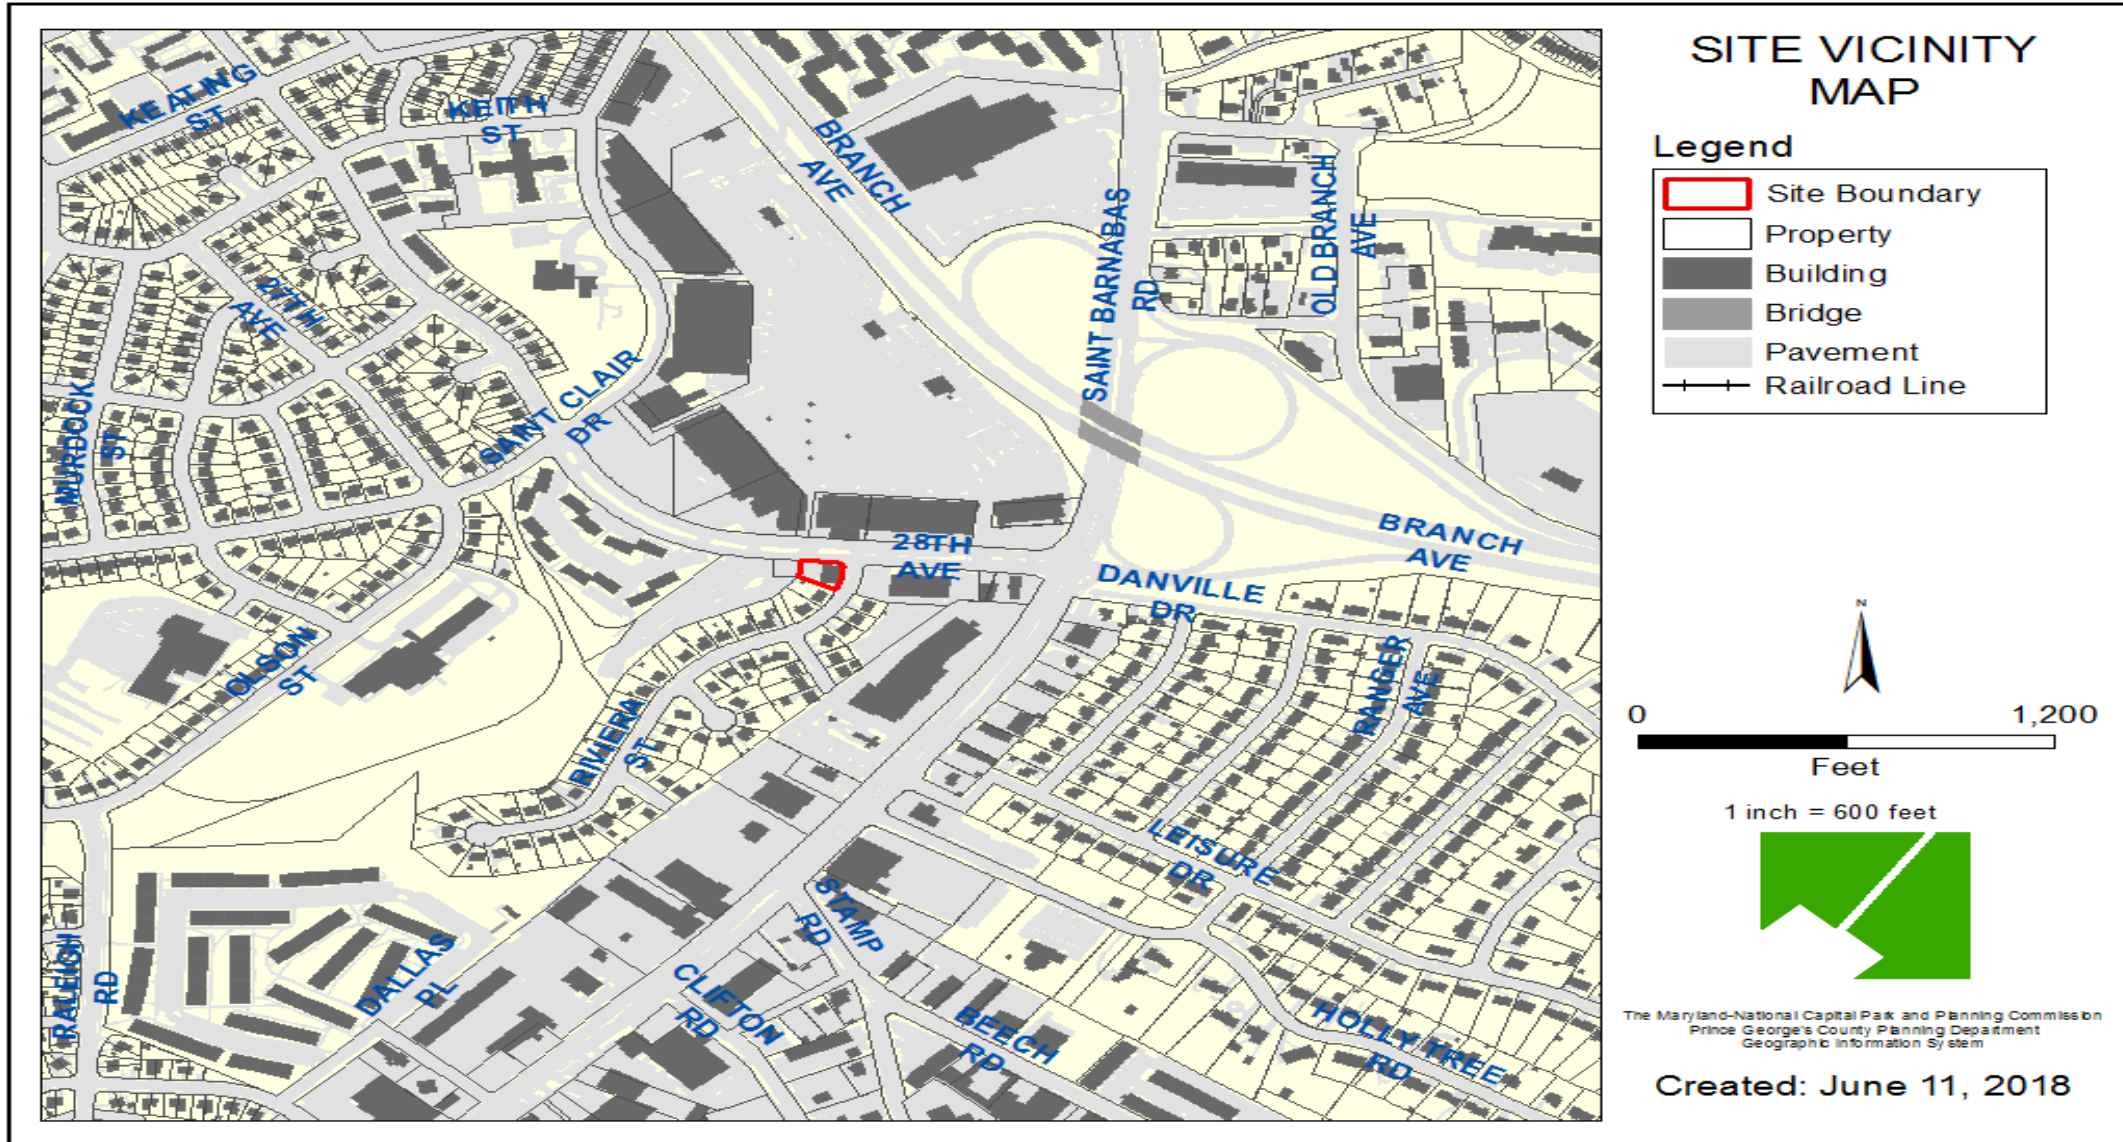 KEATING
ST
KEITH
ST
BRANCH
AVE
SAINT BARNABAS
RD
OLD BRANCH
AVE
27TH
AVE
MURDOCK
ST
SAINT CLAIR
DR
28TH
AVE
BRANCH
AVE
DANVILLE
DR
OLSON
ST
RIVIERA
ST
RANGER
AVE
LEISURE
DR
STAMP
RD
DALLAS
PL
RALEIGH
RD
CLIFTON
RD
BEECH
RD
HOLLY TREE
RD
SITE VICINITY
MAP
Legend
Site Boundary
Property
Building
Bridge
Pavement
Railroad Line
N
0 1,200
Feet
1 inch = 600 feet
The Maryland-National Capital Park and Planning Commission
Prince George's County Planning Department
Geographic Information System
Created: June 11, 2018